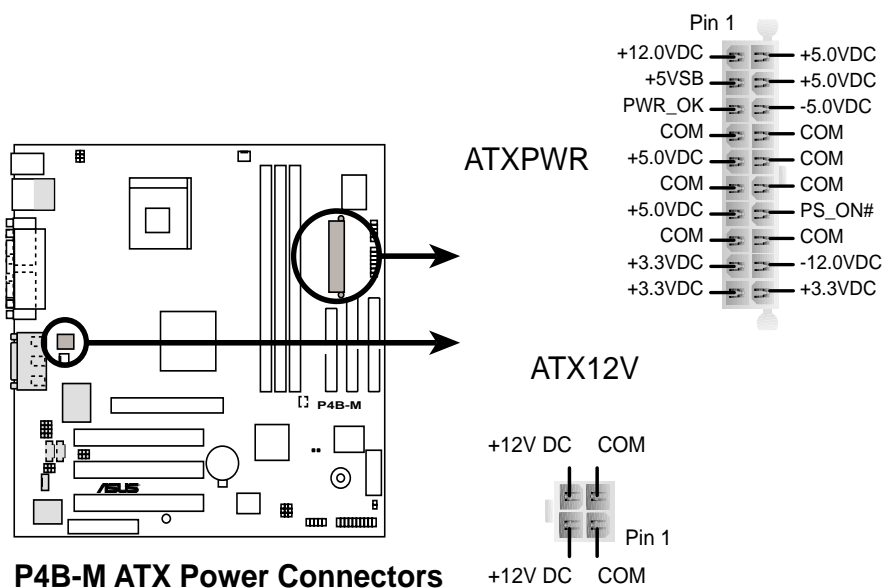 Pin 1
+12.0VDC +5.0VDC
+5VSB +5.0VDC
PWR_OK -5.0VDC
COM COM
ATXPWR
+5.0VDC COM
COM COM
+5.0VDC PS_ON#
COM COM
+3.3VDC -12.0VDC
+3.3VDC +3.3VDC
ATX12V
P4B-M
+12V DC COM
ASUS
Pin 1
+12V DC COM
P4B-M ATX Power Connectors